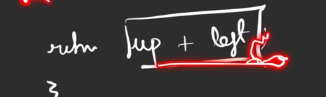 return up + left
}